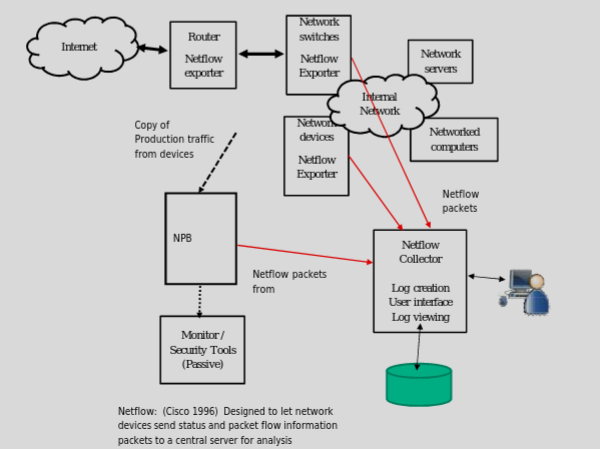 Internet
Router
Netflow
exporter
Network
switches
Netflow
Exporter
Network
servers
Internal
Network
Network
devices
Netflow
Exporter
Networked
computers
Copy of
Production traffic
from devices
Netflow
packets
NPB
Netflow packets
from
Netflow
Collector
Log creation
User interface
Log viewing
Monitor /
Security Tools
(Passive)
Netflow: (Cisco 1996) Designed to let network
devices send status and packet flow information
packets to a central server for analysis